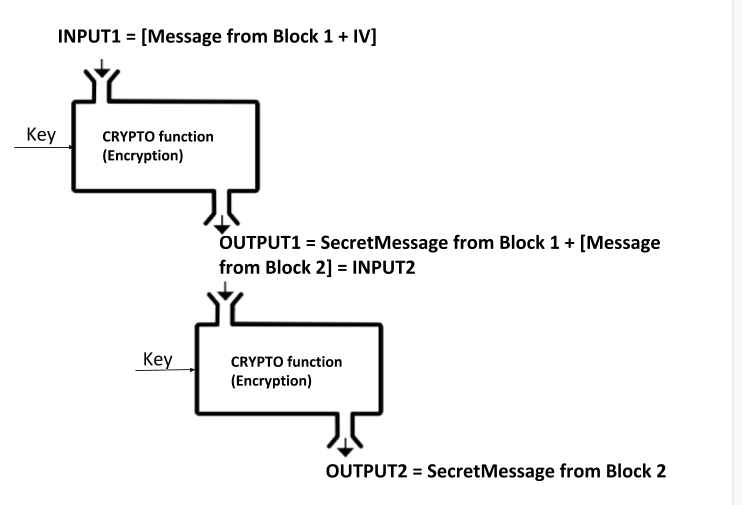 INPUT1 = [Message from Block 1 + IV]
Key
CRYPTO function
(Encryption)
OUTPUT1 = SecretMessage from Block 1 + [Message
from Block 2] = INPUT2
Key
CRYPTO function
(Encryption)
OUTPUT2 = SecretMessage from Block 2